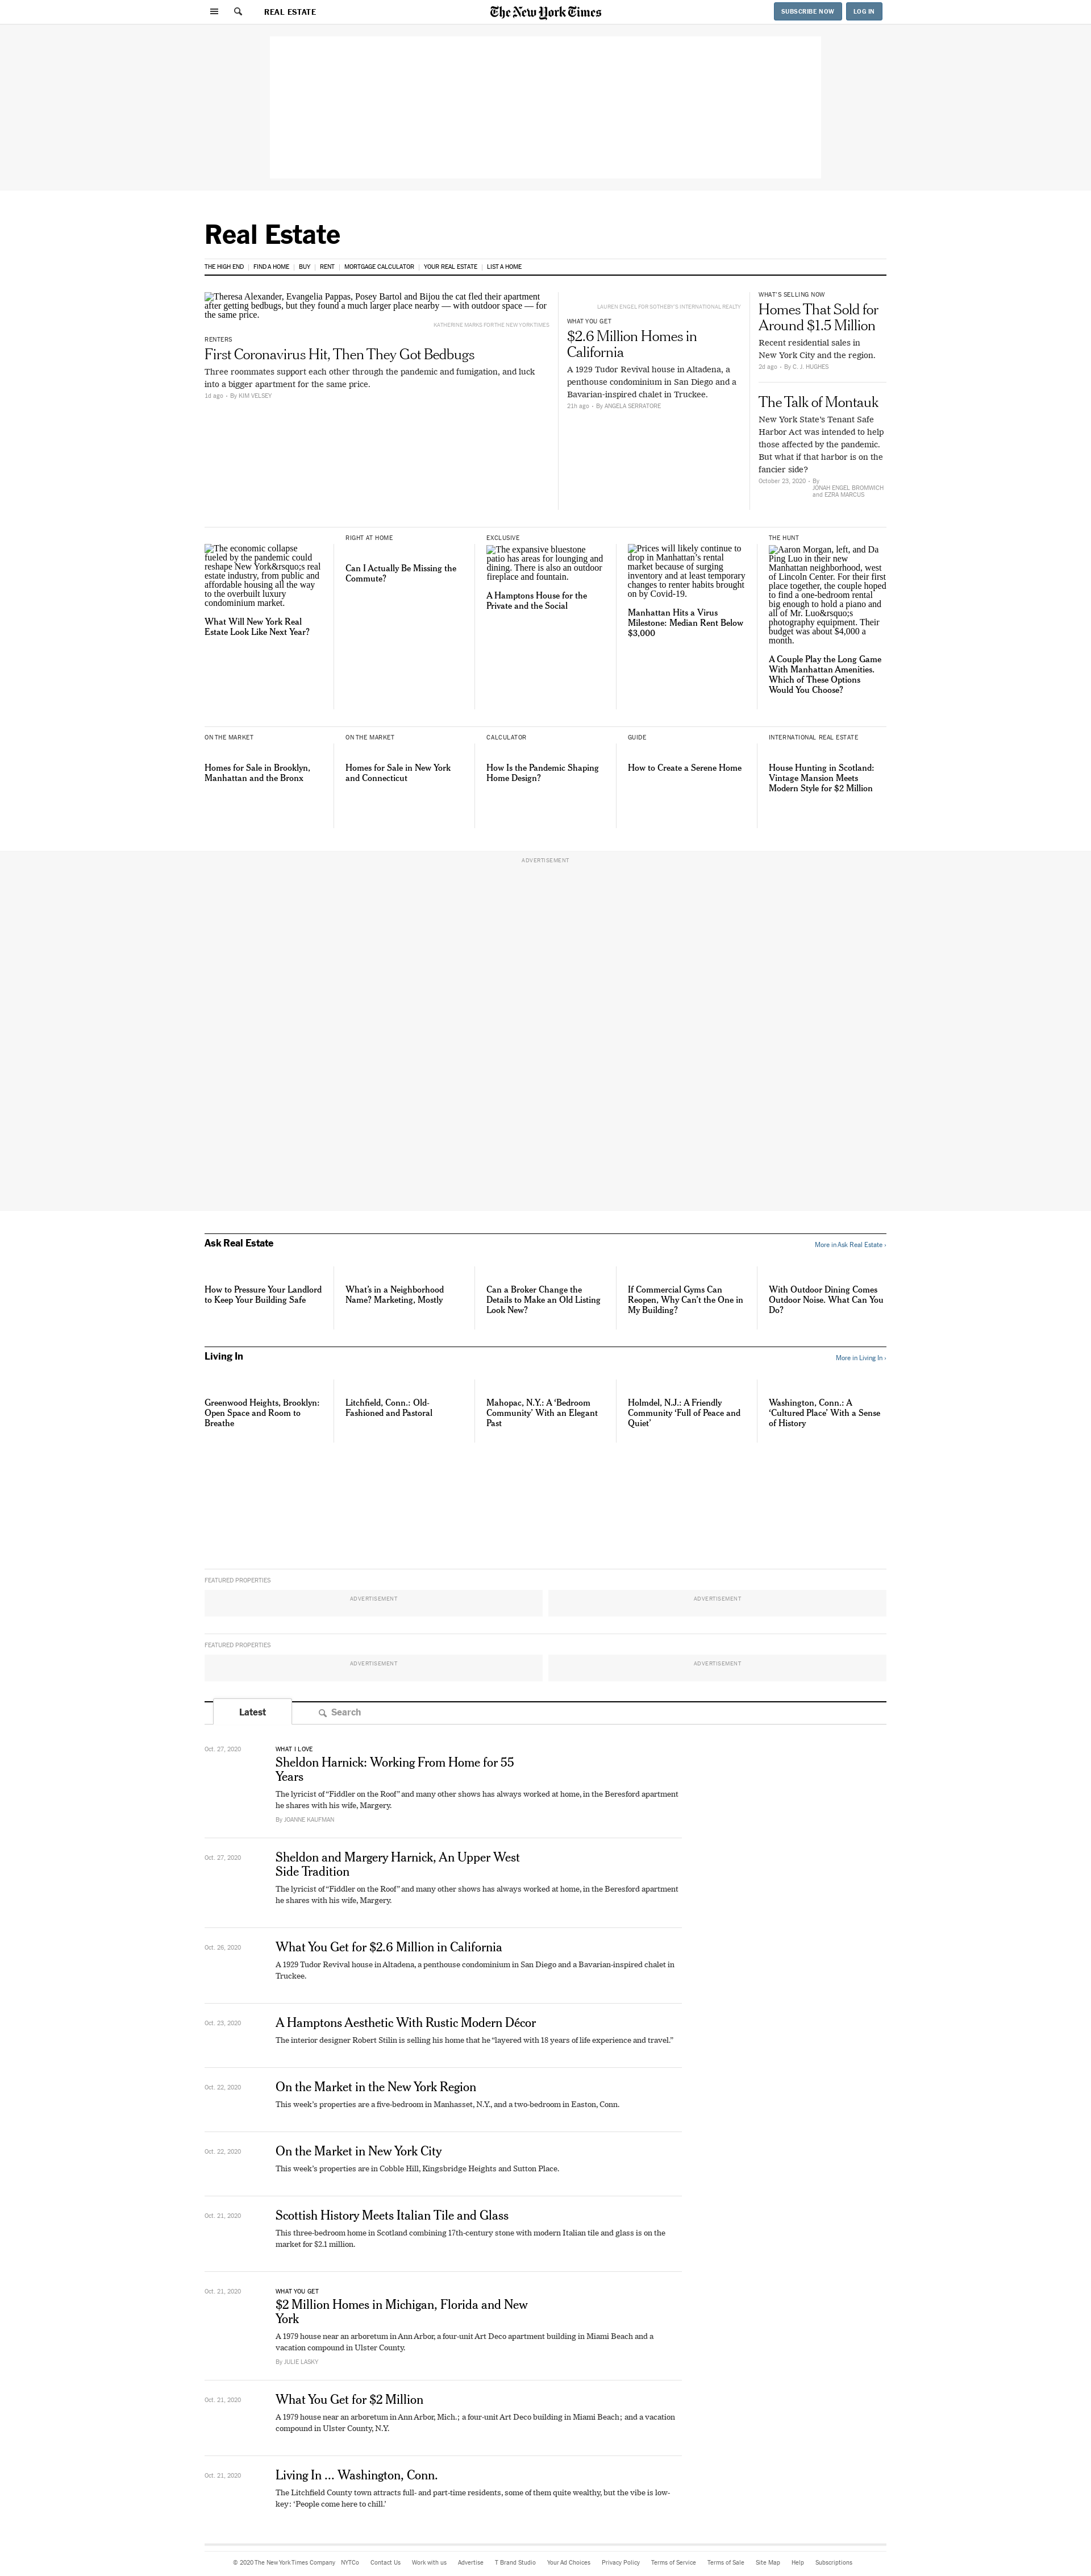 REAL ESTATE
The New York Times
SUBSCRIBE NOW
LOG IN
Real Estate
THE HIGH END
FIND A HOME
BUY
RENT
MORTGAGE CALCULATOR
YOUR REAL ESTATE
LIST A HOME
Theresa Alexander, Evangelia Pappas, Posey Bartol and Bijou the cat fled their apartment
after getting bedbugs, but they found a much larger place nearby — with outdoor space — for
the same price.
KATHERINE MARKS FOR THE NEW YORK TIMES
RENTERS
First Coronavirus Hit, Then They Got Bedbugs
Three roommates support each other through the pandemic and fumigation, and luck
into a bigger apartment for the same price.
1d ago - By KIM VELSEY
LAUREN ENGEL FOR SOTHEBY'S INTERNATIONAL REALTY
WHAT YOU GET
$2.6 Million Homes in
California
A 1929 Tudor Revival house in Altadena, a
penthouse condominium in San Diego and a
Bavarian-inspired chalet in Truckee.
21h ago - By ANGELA SERRATORE
WHAT'S SELLING NOW
Homes That Sold for
Around $1.5 Million
Recent residential sales in
New York City and the region.
2d ago - By C. J. HUGHES
The Talk of Montauk
New York State's Tenant Safe
Harbor Act was intended to help
those affected by the pandemic.
But what if that harbor is on the
fancier side?
October 23, 2020 - By
JONAH ENGEL BROMWICH
and EZRA MARCUS
The economic collapse
fueled by the pandemic could
reshape New York&rsquo;s real
estate industry, from public and
affordable housing all the way
to the overbuilt luxury
condominium market.
What Will New York Real
Estate Look Like Next Year?
RIGHT AT HOME
Can I Actually Be Missing the
Commute?
EXCLUSIVE
The expansive bluestone
patio has areas for lounging and
dining. There is also an outdoor
fireplace and fountain.
A Hamptons House for the
Private and the Social
Prices will likely continue to
drop in Manhattan's rental
market because of surging
inventory and at least temporary
changes to renter habits brought
on by Covid-19.
Manhattan Hits a Virus
Milestone: Median Rent Below
$3,000
THE HUNT
Aaron Morgan, left, and Da
Ping Luo in their new
Manhattan neighborhood, west
of Lincoln Center. For their first
place together, the couple hoped
to find a one-bedroom rental
big enough to hold a piano and
all of Mr. Luo&rsquo;s
photography equipment. Their
budget was about $4,000 a
month.
A Couple Play the Long Game
With Manhattan Amenities.
Which of These Options
Would You Choose?
ON THE MARKET
Homes for Sale in Brooklyn,
Manhattan and the Bronx
ON THE MARKET
Homes for Sale in New York
and Connecticut
CALCULATOR
How Is the Pandemic Shaping
Home Design?
GUIDE
How to Create a Serene Home
INTERNATIONAL REAL ESTATE
House Hunting in Scotland:
Vintage Mansion Meets
Modern Style for $2 Million
ADVERTISEMENT
Ask Real Estate
More in Ask Real Estate ›
How to Pressure Your Landlord
to Keep Your Building Safe
What's in a Neighborhood
Name? Marketing, Mostly
Can a Broker Change the
Details to Make an Old Listing
Look New?
If Commercial Gyms Can
Reopen, Why Can't the One in
My Building?
With Outdoor Dining Comes
Outdoor Noise. What Can You
Do?
Living In
More in Living In ›
Greenwood Heights, Brooklyn:
Open Space and Room to
Breathe
Litchfield, Conn.: Old-
Fashioned and Pastoral
Mahopac, N.Y.: A ‘Bedroom
Community’ With an Elegant
Past
Holmdel, N.J.: A Friendly
Community ‘Full of Peace and
Quiet’
Washington, Conn.: A
‘Cultured Place’ With a Sense
of History
FEATURED PROPERTIES
ADVERTISEMENT
ADVERTISEMENT
FEATURED PROPERTIES
ADVERTISEMENT
ADVERTISEMENT
Latest
Search
Oct. 27, 2020
WHAT I LOVE
Sheldon Harnick: Working From Home for 55
Years
The lyricist of “Fiddler on the Roof” and many other shows has always worked at home, in the Beresford apartment
he shares with his wife, Margery.
By JOANNE KAUFMAN
Oct. 27, 2020
Sheldon and Margery Harnick, An Upper West
Side Tradition
The lyricist of “Fiddler on the Roof” and many other shows has always worked at home, in the Beresford apartment
he shares with his wife, Margery.
Oct. 26, 2020
What You Get for $2.6 Million in California
A 1929 Tudor Revival house in Altadena, a penthouse condominium in San Diego and a Bavarian-inspired chalet in
Truckee.
Oct. 23, 2020
A Hamptons Aesthetic With Rustic Modern Décor
The interior designer Robert Stilin is selling his home that he “layered with 18 years of life experience and travel.”
Oct. 22, 2020
On the Market in the New York Region
This week's properties are a five-bedroom in Manhasset, N.Y., and a two-bedroom in Easton, Conn.
Oct. 22, 2020
On the Market in New York City
This week's properties are in Cobble Hill, Kingsbridge Heights and Sutton Place.
Oct. 21, 2020
Scottish History Meets Italian Tile and Glass
This three-bedroom home in Scotland combining 17th-century stone with modern Italian tile and glass is on the
market for $2.1 million.
Oct. 21, 2020
WHAT YOU GET
$2 Million Homes in Michigan, Florida and New
York
A 1979 house near an arboretum in Ann Arbor, a four-unit Art Deco apartment building in Miami Beach and a
vacation compound in Ulster County.
By JULIE LASKY
Oct. 21, 2020
What You Get for $2 Million
A 1979 house near an arboretum in Ann Arbor, Mich.; a four-unit Art Deco building in Miami Beach; and a vacation
compound in Ulster County, N.Y.
Oct. 21, 2020
Living In ... Washington, Conn.
The Litchfield County town attracts full- and part-time residents, some of them quite wealthy, but the vibe is low-
key: ‘People come here to chill.’
© 2020 The New York Times Company
NYTCo
Contact Us
Work with us
Advertise
T Brand Studio
Your Ad Choices
Privacy Policy
Terms of Service
Terms of Sale
Site Map
Help
Subscriptions